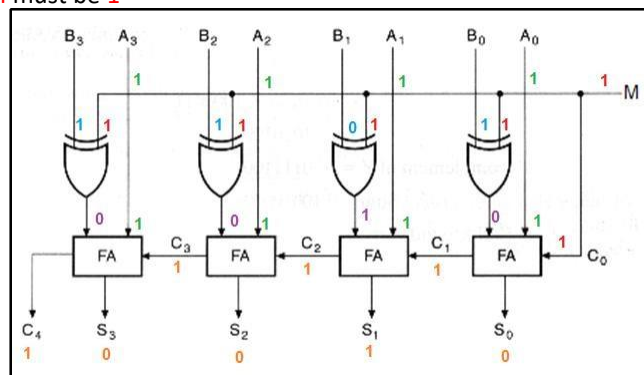 must be 1
B3 A3 B2 A2 B1 A1 B0 A0
1 1 1 1 1 M
1 1 1 1 0 1 1 1
0 1 0 1 1 1 0 1 1
FA C3 FA C2 FA C1 FA C0
1 1 1
C4 S3 S2 S1 S0
1 0 0 1 0